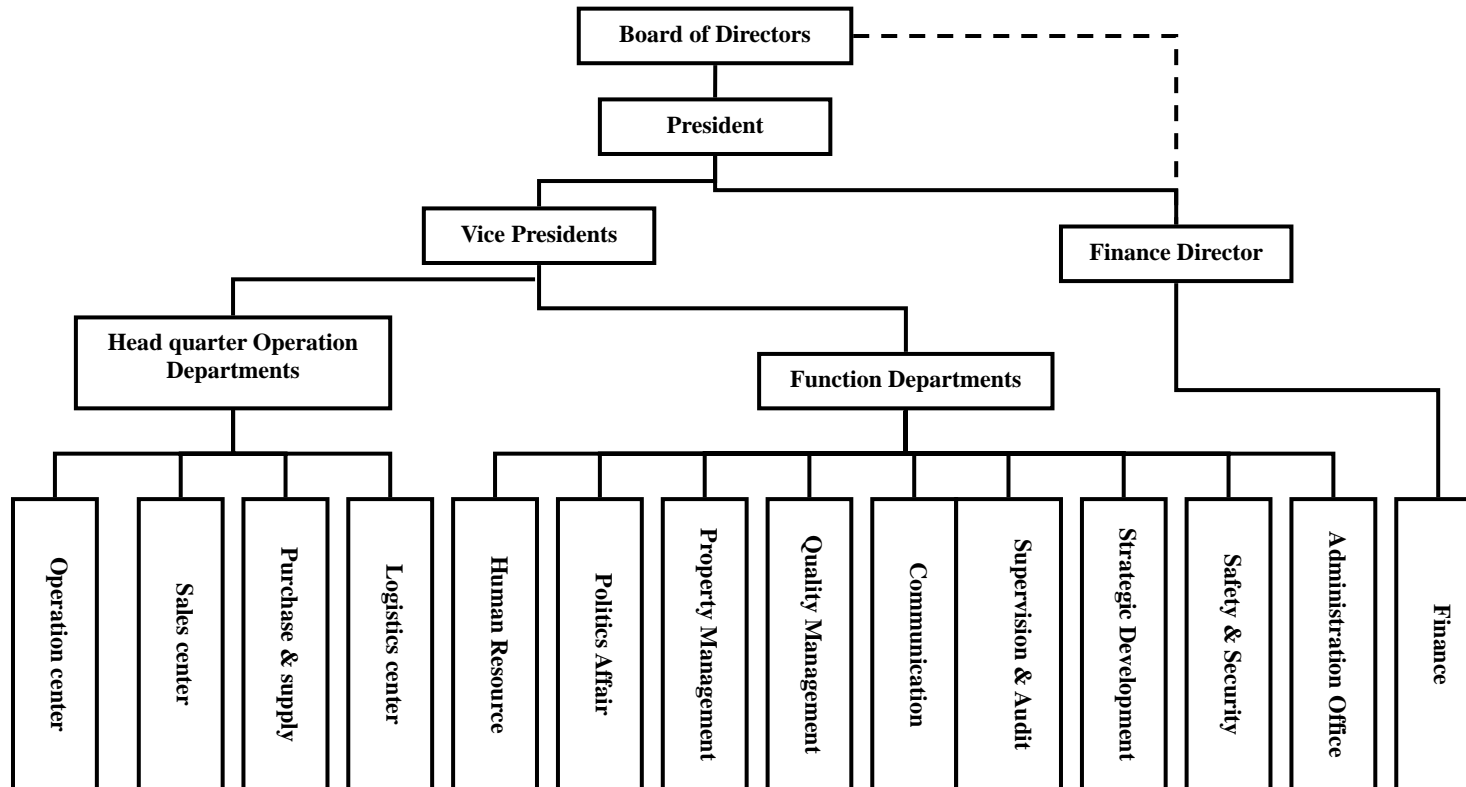 Board of Directors
President
Vice Presidents
Finance Director
Head quarter Operation
Departments
Function Departments
Operation center
Sales center
Purchase & supply
Logistics center
Human Resource
Politics Affair
Property Management
Quality Management
Communication
Supervision & Audit
Strategic Development
Safety & Security
Administration Office
Finance